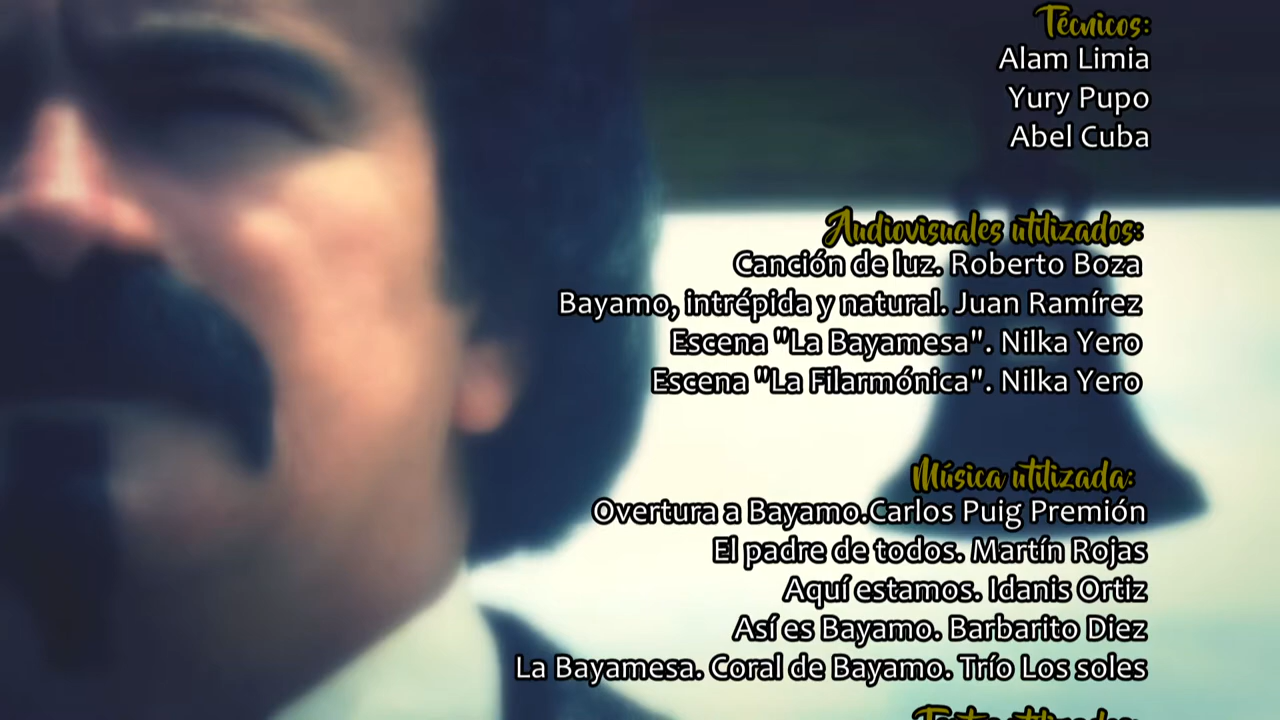 Técnicos:
Alam Limia
Yury Pupo
Abel Cuba
Audiovisuales utilizados:
Canción de luz. Roberto Boza
Bayamo, intrépida y natural. Juan Ramírez
Escena "La Bayamesa". Nilka Yero
Escena "La Filarmónica". Nilka Yero
Música utilizada:
Overtura a Bayamo.Carlos Puig Premión
El padre de todos. Martín Rojas
Aquí estamos. Idanis Ortiz
Así es Bayamo. Barbarito Diez
La Bayamesa. Coral de Bayamo. Trío Los soles